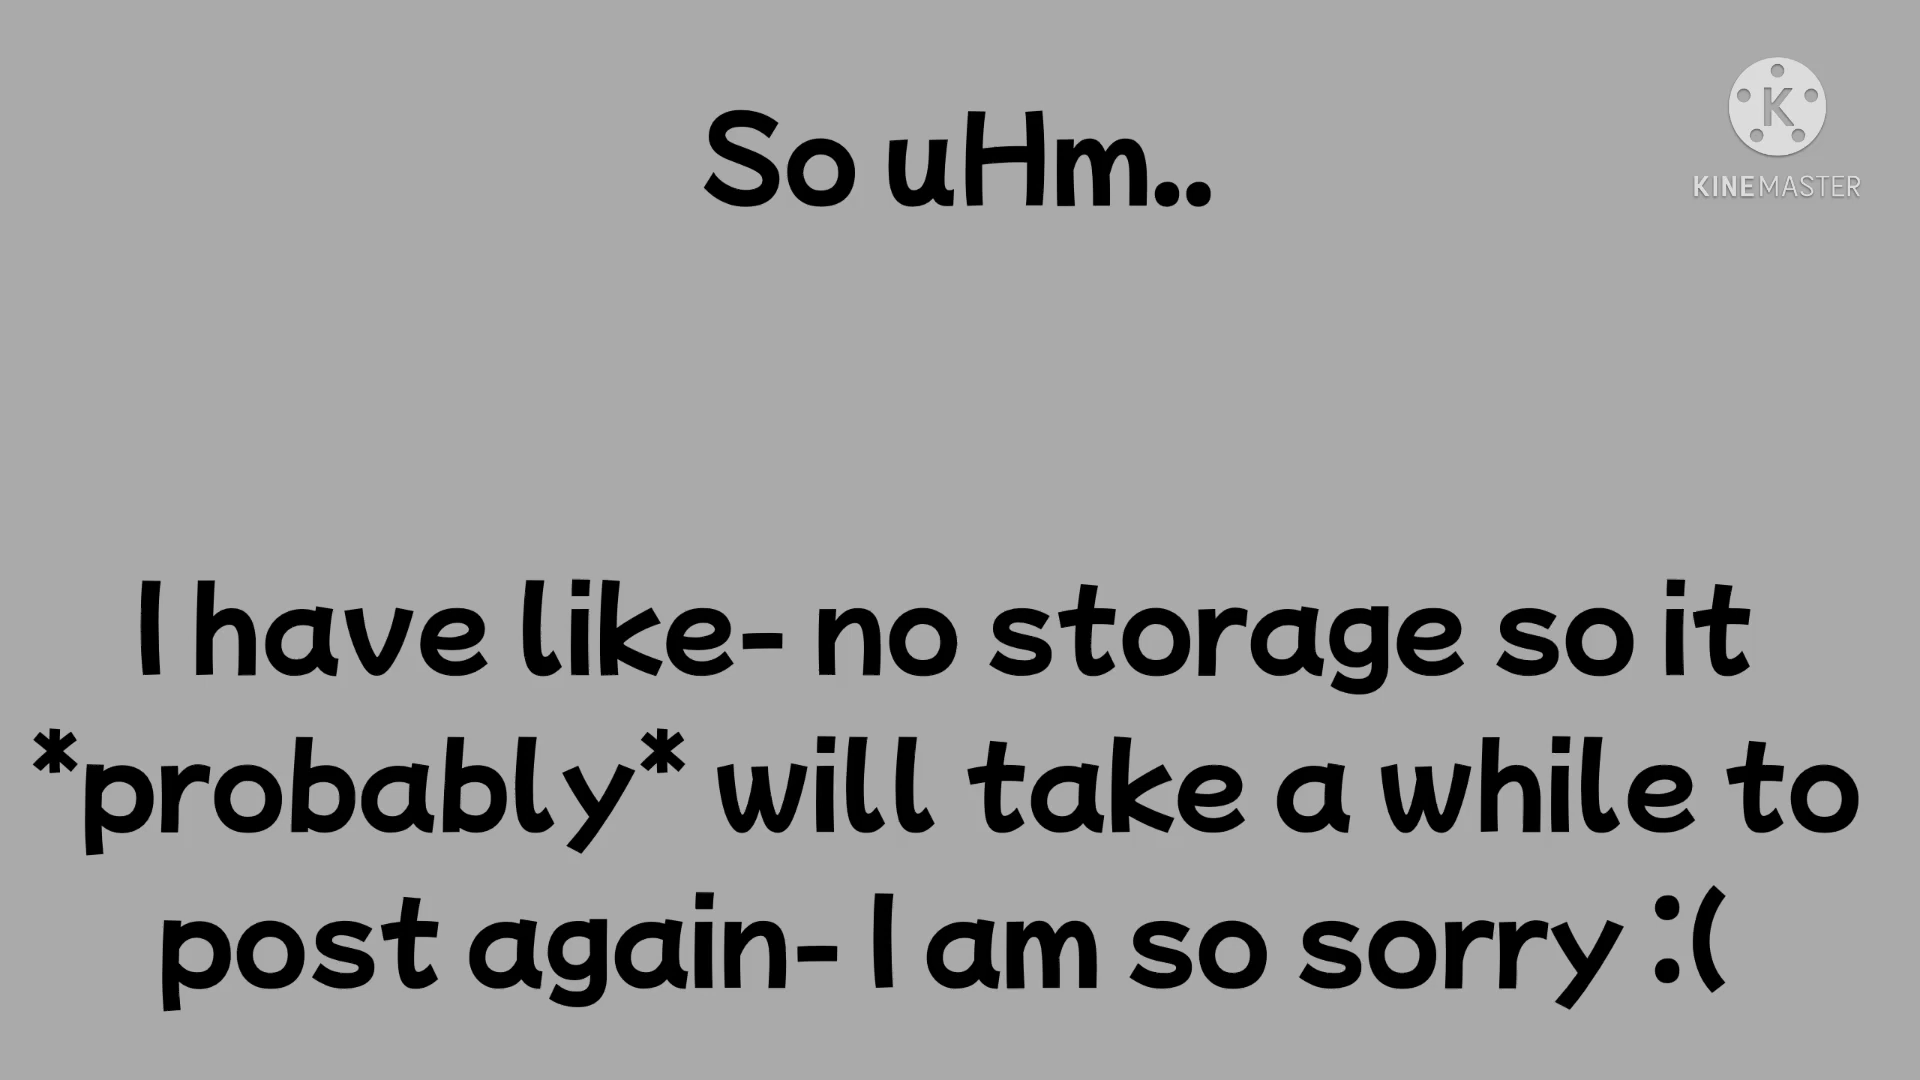 So uHm..
K
KINEMASTER
I have like- no storage so it
*probably* will take a while to
post again- I am so sorry :(